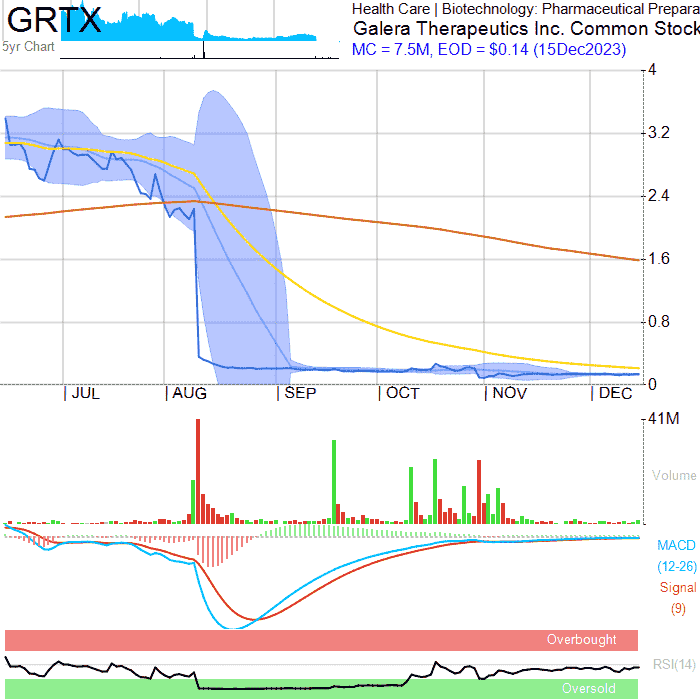 GRTX
5yr Chart
Health Care | Biotechnology: Pharmaceutical Prepara
Galera Therapeutics Inc. Common Stock
MC = 7.5M, EOD = $0.14 (15Dec2023)
4
3.2
2.4
1.6
0.8
0
JUL AUG SEP OCT NOV DEC
41M
Volume
MACD
(12-26)
Signal
(9)
Overbought
RSI(14)
Oversold